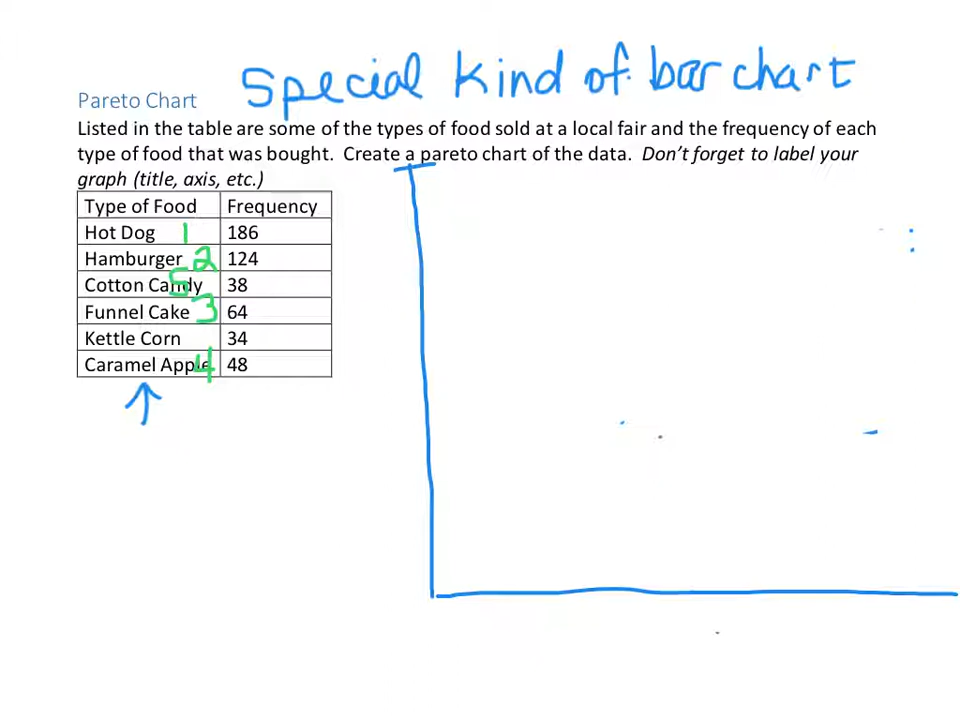 special kind of bar chart
Pareto Chart
Listed in the table are some of the types of food sold at a local fair and the frequency of each
type of food that was bought.  Create a pareto chart of the data.  Don't forget to label your
graph (title, axis, etc.)
Type of Food Frequency
Hot Dog 1 186
Hamburger 2 124
Cotton Candy 5 38
Funnel Cake 3 64
Kettle Corn 34
Caramel Apple 4 48